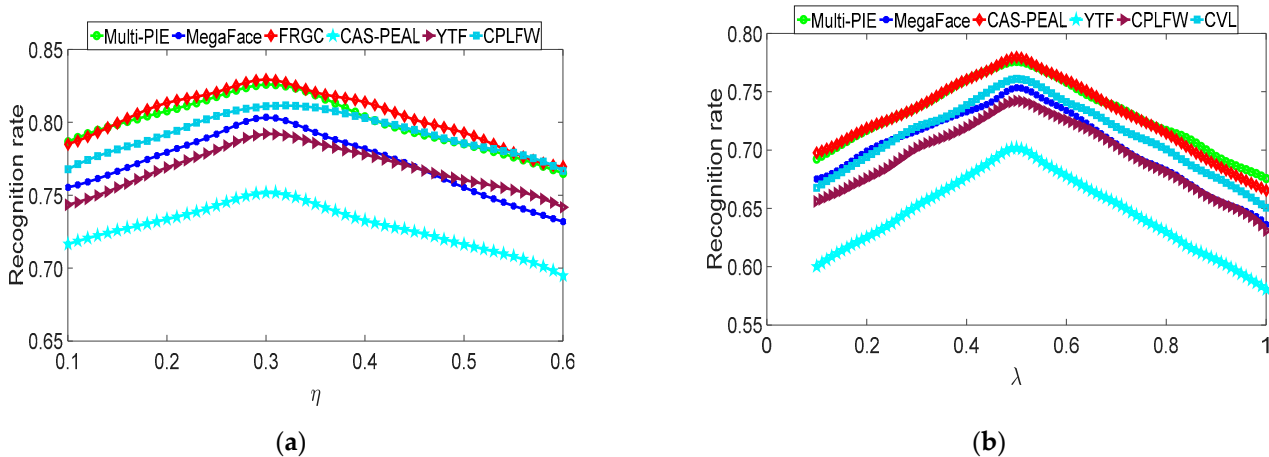 Multi-PIE MegaFace FRGC CAS-PEAL YTF CPLFW
0.85
0.80
0.75
0.70
0.65
Recognition rate
0.1 0.2 0.3 0.4 0.5 0.6
η
(a)
Multi-PIE MegaFace CAS-PEAL YTF CPLFW CVL
0.80
0.75
0.70
0.65
0.60
0.55
Recognition rate
0 0.2 0.4 0.6 0.8 1
λ
(b)